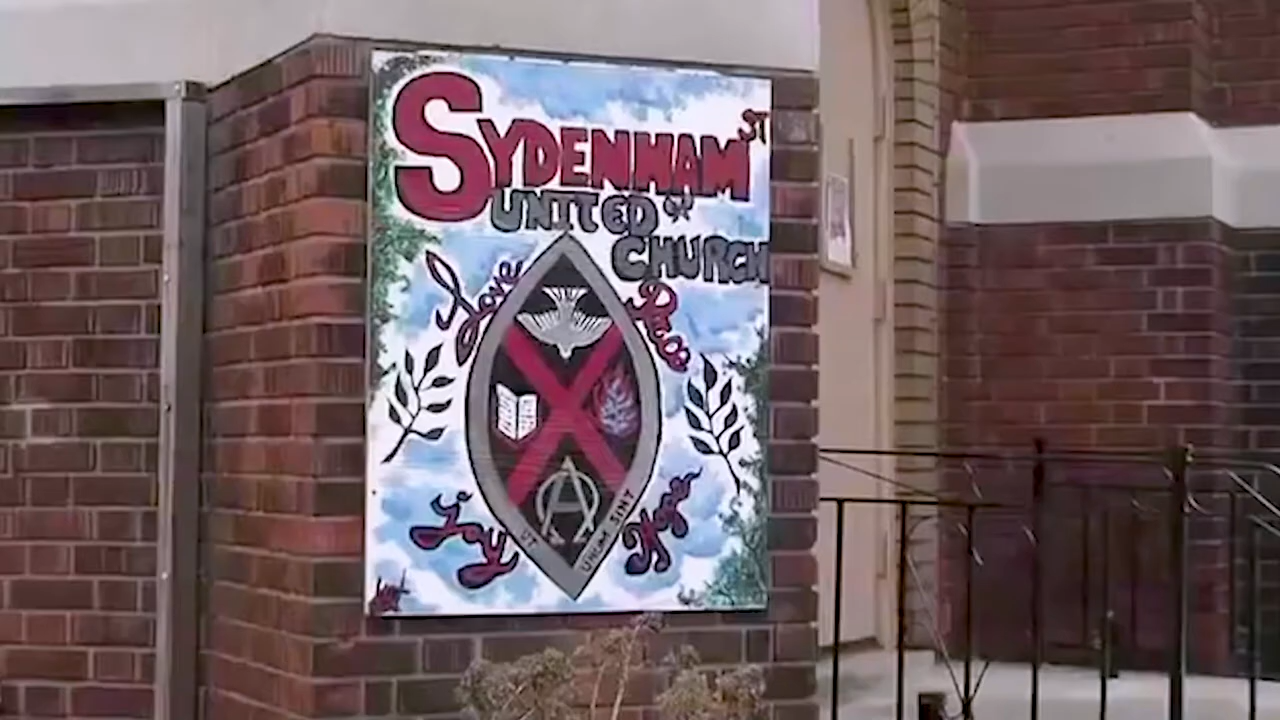 SYDENHAM ST
UNITED
CHURCH
Love
Peace
Joy
Hope
UT
UNUM SINT